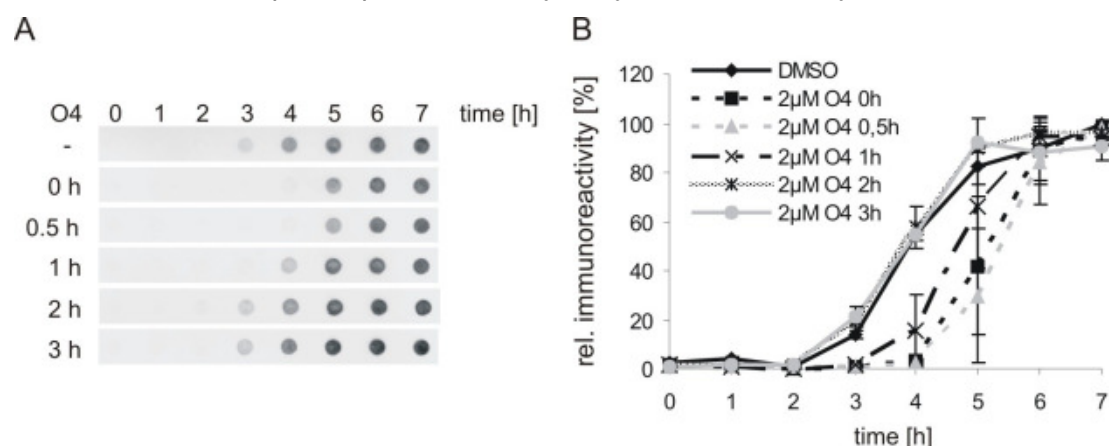 A
O4 0 1 2 3 4 5 6 7 time [h]
-
0 h
0.5 h
1 h
2 h
3 h
B
DMSO
2µM O4 0h
2µM O4 0,5h
2µM O4 1h
2µM O4 2h
2µM O4 3h
rel. immunoreactivity [%]
120
100
80
60
40
20
0
0 1 2 3 4 5 6 7
time [h]